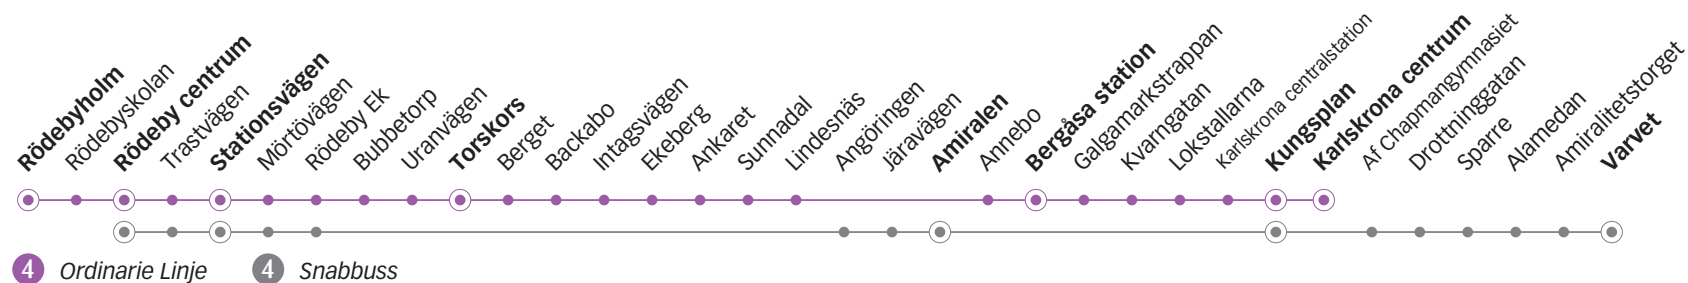 Rödebyholm
Rödebyskolan
Rödeby centrum
Trastvägen
Stationsvägen
Mörtövägen
Rödeby Ek
Bubbetorp
Uranvägen
Torskors
Berget
Backabo
Intagsvägen
Ekeberg
Ankaret
Sunnadal
Lindesnäs
Angöringen
Järavägen
Amiralen
Annebo
Bergåsa station
Galgamarkstrappan
Kvarngatan
Lokstallarna
Karlskrona centralstation
Kungsplan
Karlskrona centrum
Af Chapmangymnasiet
Drottninggatan
Sparre
Alamedan
Amiralitetstorget
Varvet
4 Ordinarie Linje
4 Snabbuss